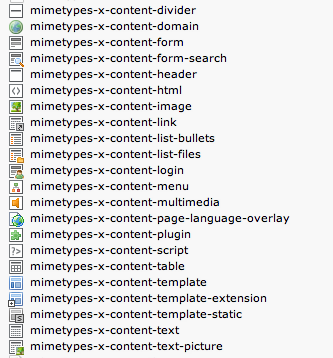 mimetypes-x-content-divider
mimetypes-x-content-domain
mimetypes-x-content-form
mimetypes-x-content-form-search
mimetypes-x-content-header
mimetypes-x-content-html
mimetypes-x-content-image
mimetypes-x-content-link
mimetypes-x-content-list-bullets
mimetypes-x-content-list-files
mimetypes-x-content-login
mimetypes-x-content-menu
mimetypes-x-content-multimedia
mimetypes-x-content-page-language-overlay
mimetypes-x-content-plugin
mimetypes-x-content-script
mimetypes-x-content-table
mimetypes-x-content-template
mimetypes-x-content-template-extension
mimetypes-x-content-template-static
mimetypes-x-content-text
mimetypes-x-content-text-picture